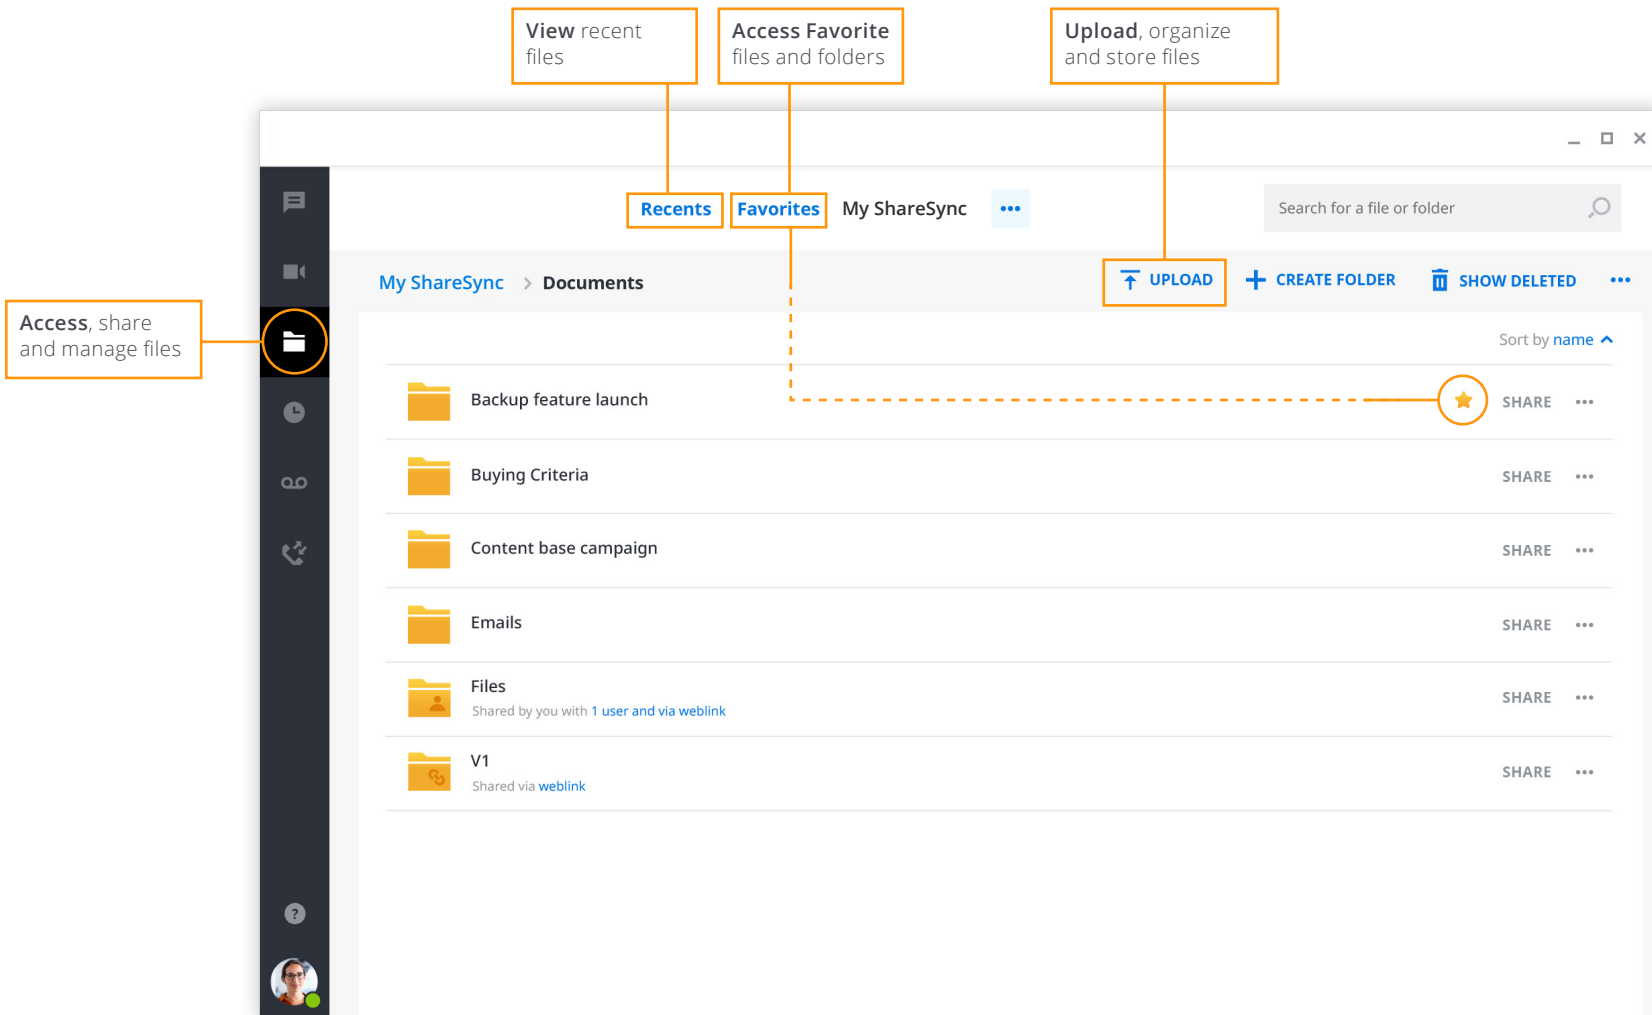 View recent
files
Access Favorite
files and folders
Upload, organize
and store files
Recents
Favorites
My ShareSync
Search for a file or folder
My ShareSync > Documents
UPLOAD
CREATE FOLDER
SHOW DELETED
Access, share
and manage files
Sort by name
Backup feature launch
SHARE
Buying Criteria
SHARE
Content base campaign
SHARE
Emails
SHARE
Files
Shared by you with 1 user and via weblink
SHARE
V1
Shared via weblink
SHARE
?